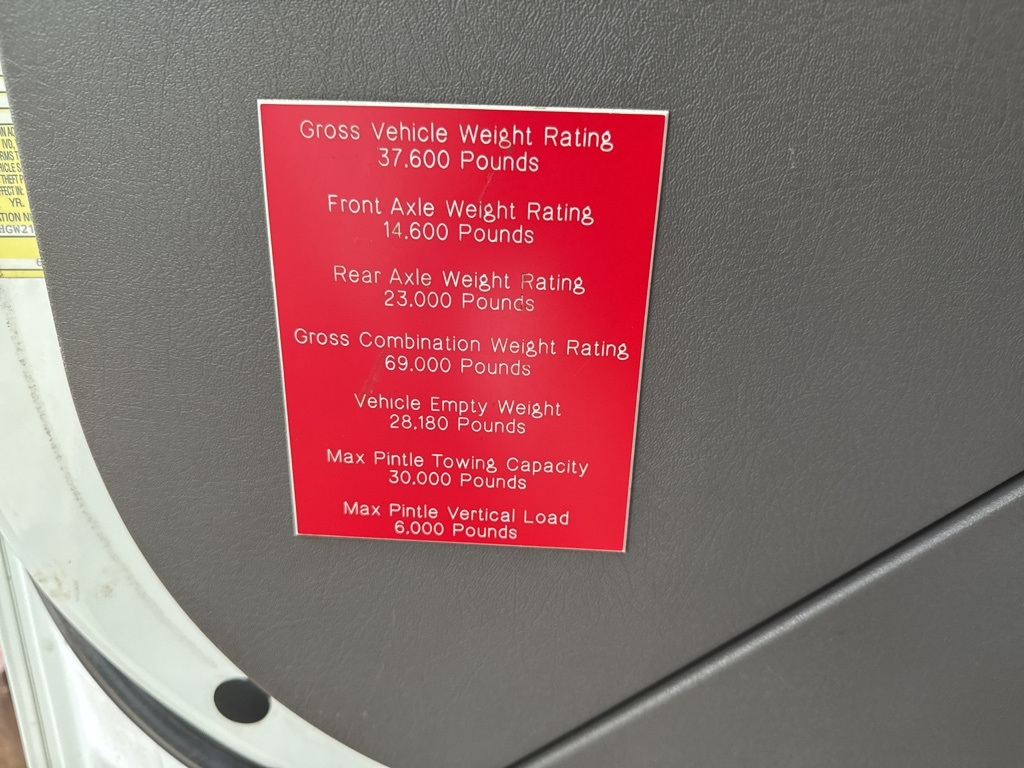 Gross Vehicle Weight Rating
37.600 Pounds
Front Axle Weight Rating
14.600 Pounds
Rear Axle Weight Rating
23.000 Pounds
Gross Combination Weight Rating
69.000 Pounds
Vehicle Empty Weight
28.180 Pounds
Max Pintle Towing Capacity
30.000 Pounds
Max Pintle Vertical Load
6,000 Pounds
YR.